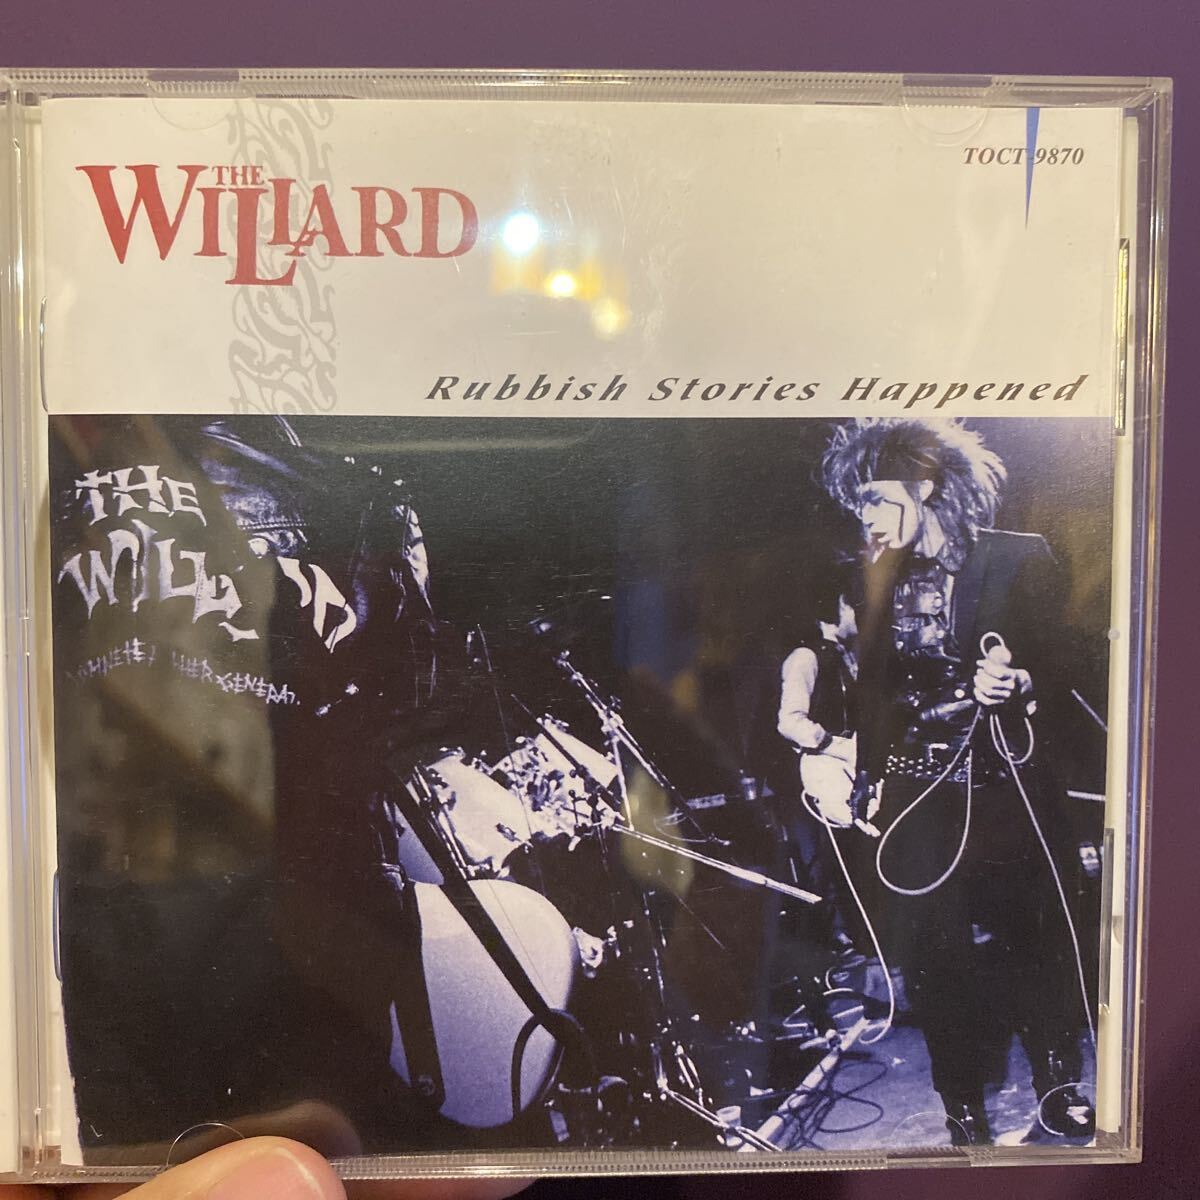 THE
WILLARD
TOCT-9870
Rubbish Stories Happened
THE
WILL